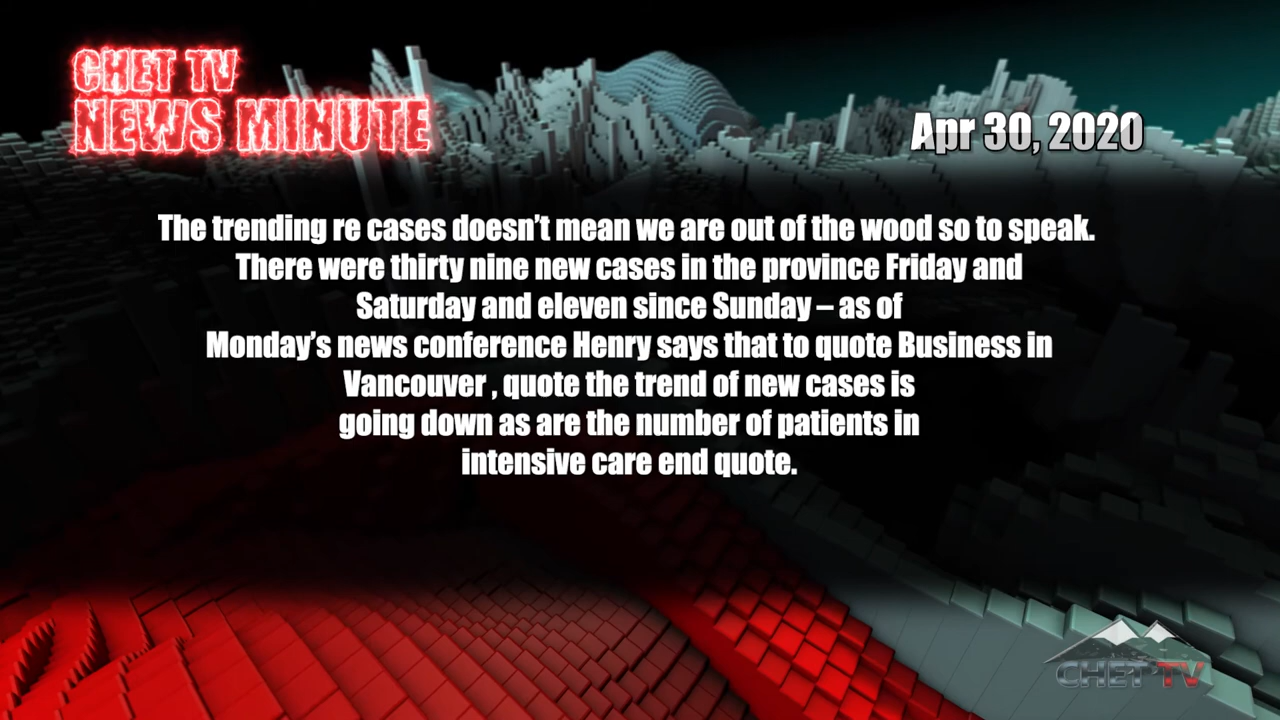 CHET TV
NEWS MINUTE
Apr 30, 2020
The trending re cases doesn’t mean we are out of the wood so to speak.
There were thirty nine new cases in the province Friday and
Saturday and eleven since Sunday – as of
Monday’s news conference Henry says that to quote Business in
Vancouver , quote the trend of new cases is
going down as are the number of patients in
intensive care end quote.
CHET TV